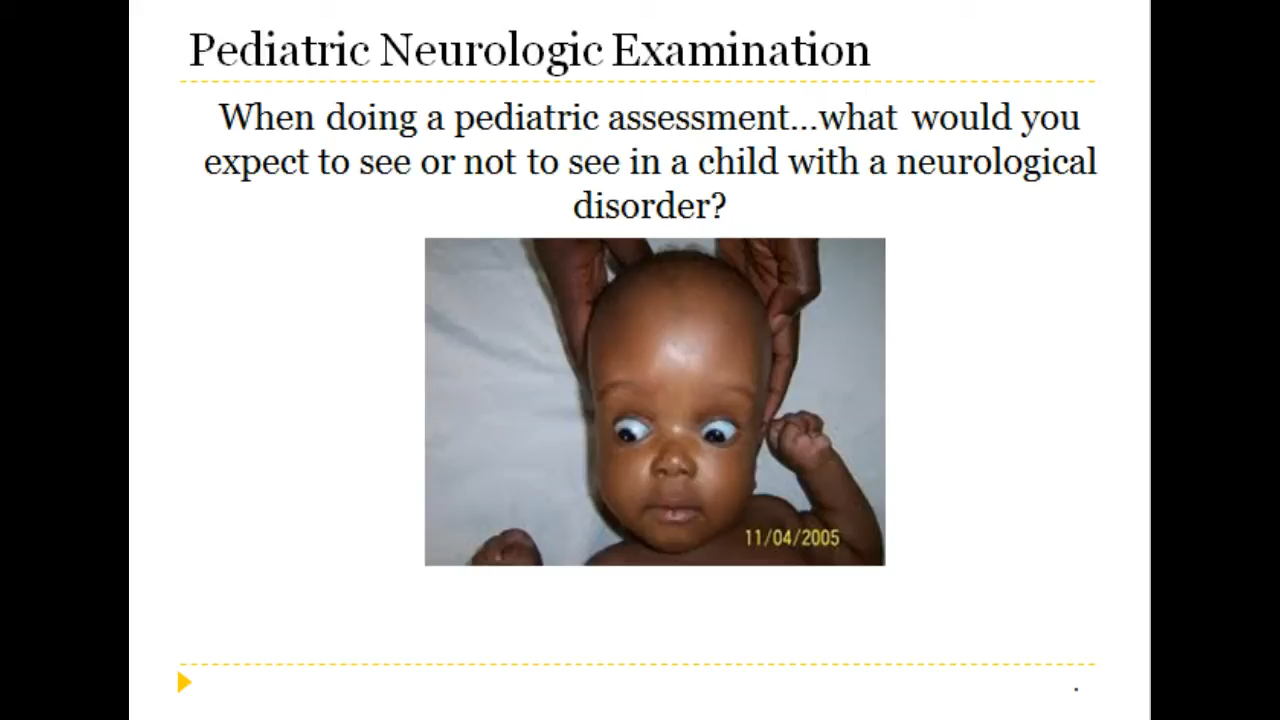 Pediatric Neurologic Examination
When doing a pediatric assessment...what would you
expect to see or not to see in a child with a neurological
disorder?
11/04/2005
.